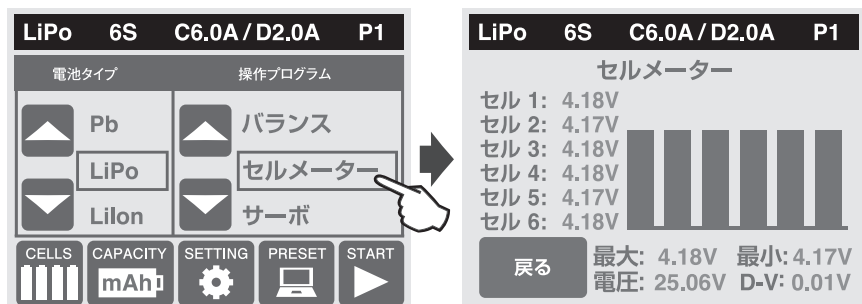 LiPo 6S C6.0A / D2.0A P1
電池タイプ 操作プログラム
Pb バランス
LiPo セルメーター
LiIon サーボ
CELLS CAPACITY SETTING PRESET START
mAh
LiPo 6S C6.0A / D2.0A P1
セルメーター
セル 1: 4.18V
セル 2: 4.17V
セル 3: 4.18V
セル 4: 4.18V
セル 5: 4.17V
セル 6: 4.18V
戻る
最大: 4.18V 最小: 4.17V
電圧: 25.06V D-V: 0.01V